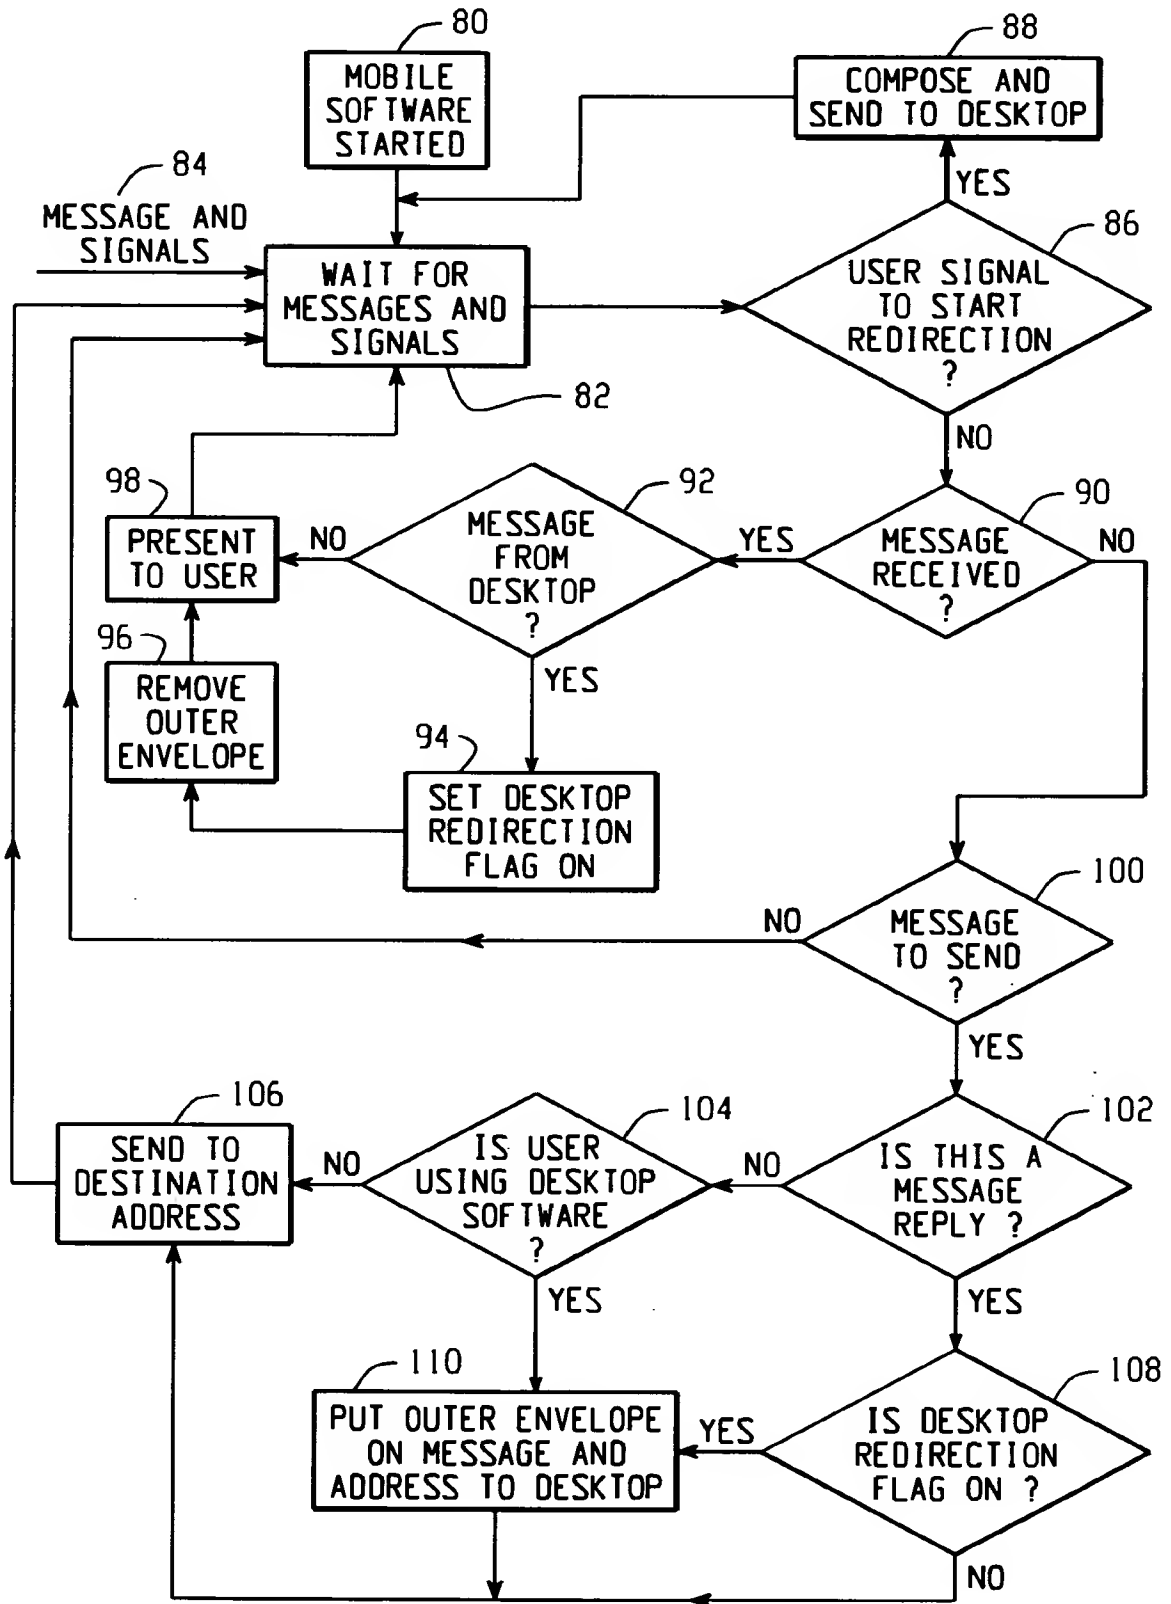 80
MOBILE
SOFTWARE
STARTED
88
COMPOSE AND
SEND TO DESKTOP
84
MESSAGE AND
SIGNALS
YES
86
WAIT FOR
MESSAGES AND
SIGNALS
82
USER SIGNAL
TO START
REDIRECTION
?
NO
98
PRESENT
TO USER
NO
92
MESSAGE
FROM
DESKTOP
?
YES
90
MESSAGE
RECEIVED
?
NO
96
REMOVE
OUTER
ENVELOPE
YES
94
SET DESKTOP
REDIRECTION
FLAG ON
100
NO
MESSAGE
TO SEND
?
YES
106
SEND TO
DESTINATION
ADDRESS
NO
104
IS USER
USING DESKTOP
SOFTWARE
?
NO
102
IS THIS A
MESSAGE
REPLY ?
YES
YES
110
PUT OUTER ENVELOPE
ON MESSAGE AND
ADDRESS TO DESKTOP
YES
108
IS DESKTOP
REDIRECTION
FLAG ON ?
NO